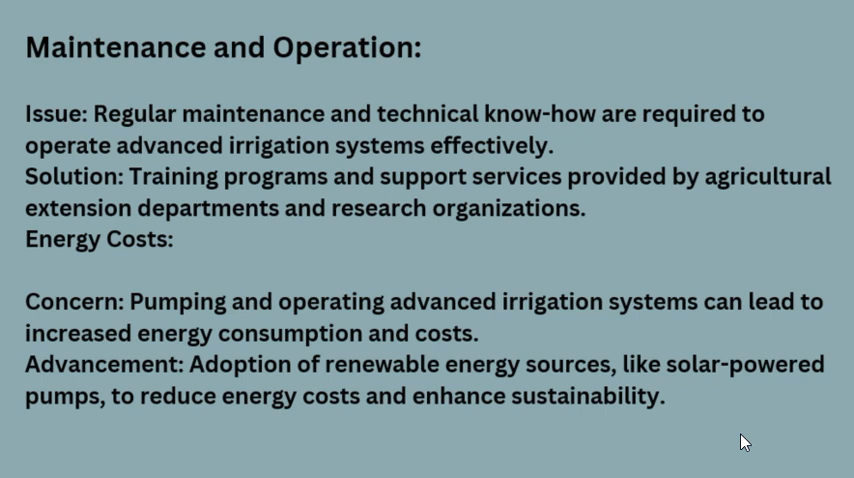 Maintenance and Operation:
Issue: Regular maintenance and technical know-how are required to
operate advanced irrigation systems effectively.
Solution: Training programs and support services provided by agricultural
extension departments and research organizations.
Energy Costs:
Concern: Pumping and operating advanced irrigation systems can lead to
increased energy consumption and costs.
Advancement: Adoption of renewable energy sources, like solar-powered
pumps, to reduce energy costs and enhance sustainability.